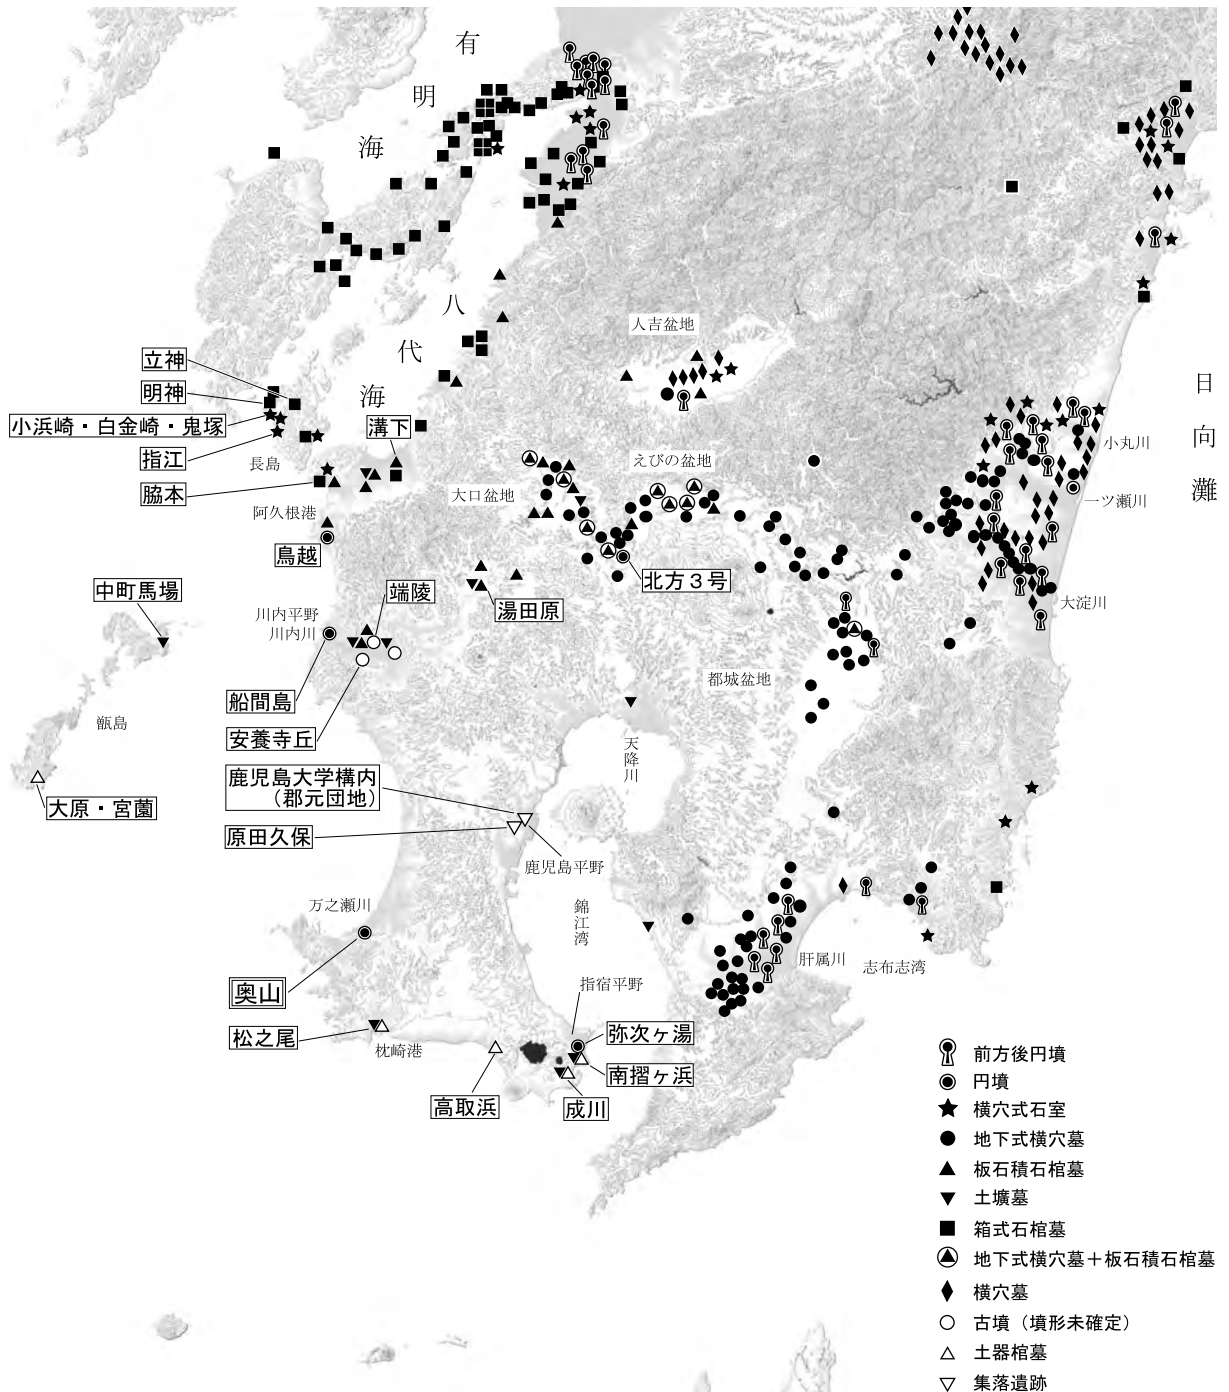 有
明
海
八
代
海
人吉盆地
日
向
灘
立神
明神
小浜崎・白金崎・鬼塚
指江
長島
脇本
溝下
阿久根港
鳥越
大口盆地
えびの盆地
小丸川
一ツ瀬川
北方３号
湯田原
大淀川
中町馬場
端陵
川内平野
川内川
船間島
安養寺丘
都城盆地
甑島
大原・宮薗
天
降
川
鹿児島大学構内
（郡元団地）
原田久保
鹿児島平野
万之瀬川
錦
江
湾
奥山
肝属川
志布志湾
指宿平野
松之尾
枕崎港
弥次ヶ湯
南摺ヶ浜
高取浜
成川
前方後円墳
円墳
横穴式石室
地下式横穴墓
板石積石棺墓
土壙墓
箱式石棺墓
地下式横穴墓＋板石積石棺墓
横穴墓
古墳（墳形未確定）
土器棺墓
集落遺跡